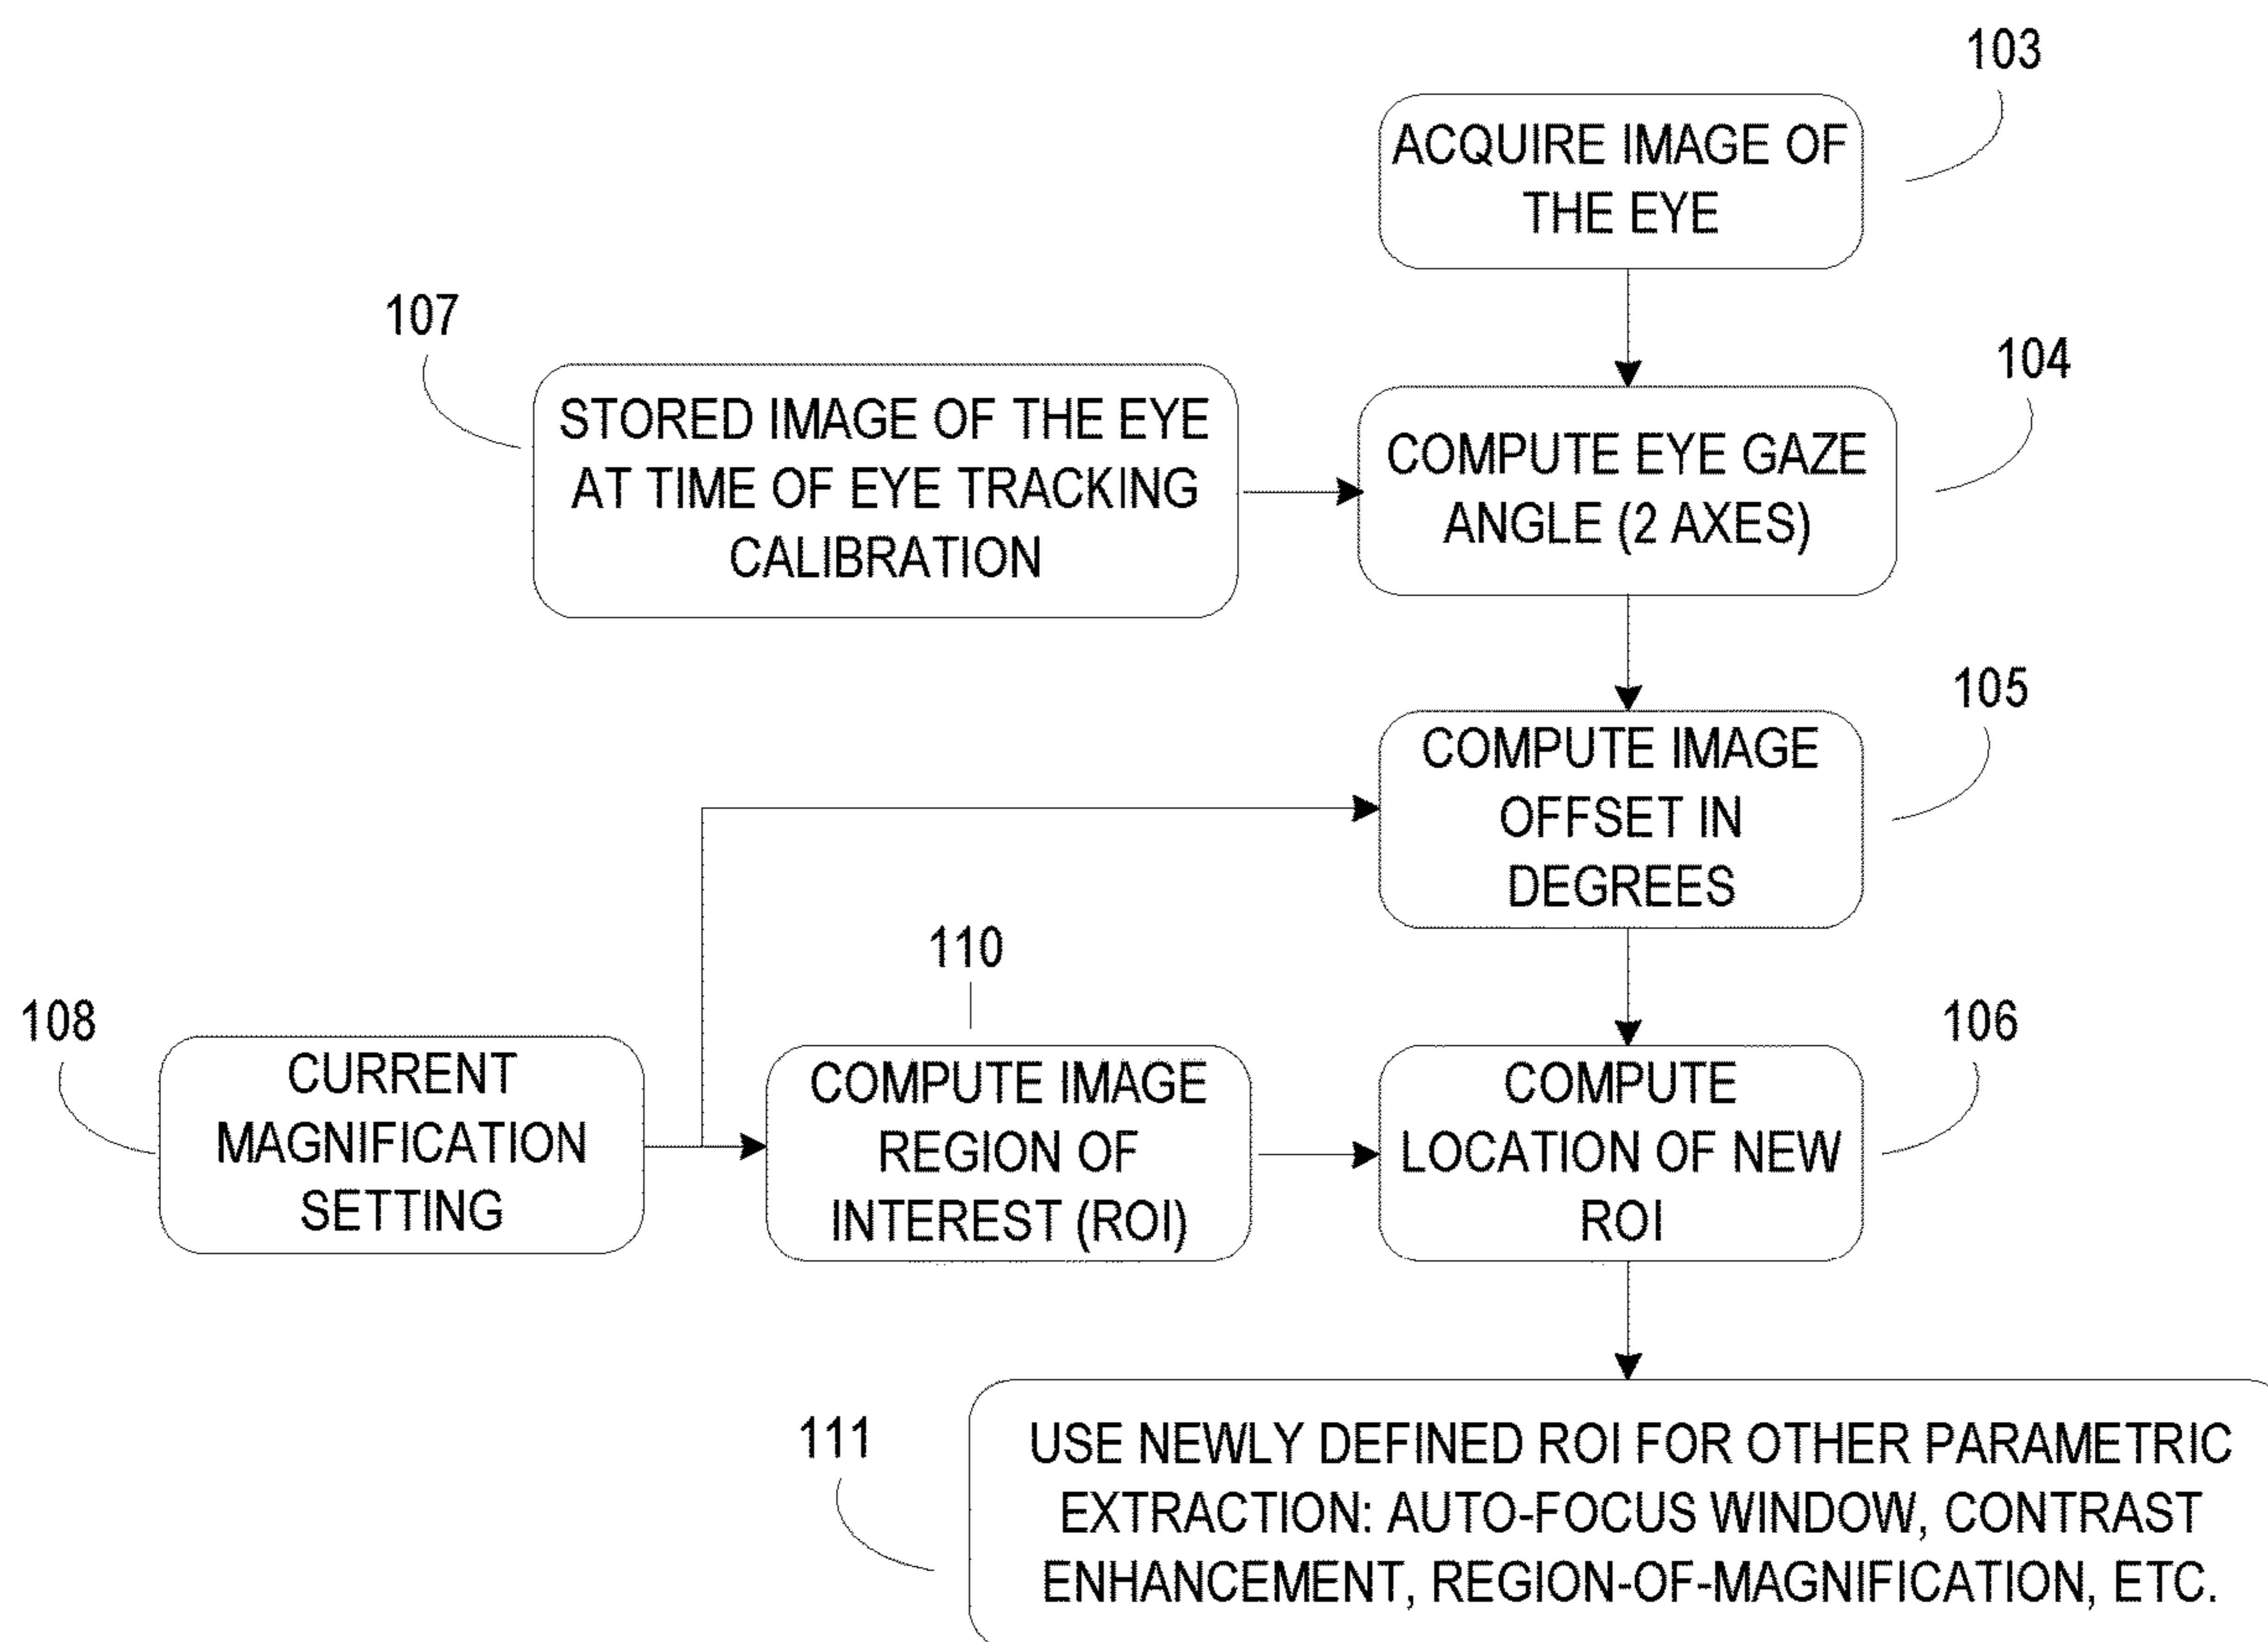 103
ACQUIRE IMAGE OF
THE EYE
107
STORED IMAGE OF THE EYE
AT TIME OF EYE TRACKING
CALIBRATION
104
COMPUTE EYE GAZE
ANGLE (2 AXES)
105
COMPUTE IMAGE
OFFSET IN
DEGREES
108
CURRENT
MAGNIFICATION
SETTING
110
COMPUTE IMAGE
REGION OF
INTEREST (ROI)
106
COMPUTE
LOCATION OF NEW
ROI
111
USE NEWLY DEFINED ROI FOR OTHER PARAMETRIC
EXTRACTION: AUTO-FOCUS WINDOW, CONTRAST
ENHANCEMENT, REGION-OF-MAGNIFICATION, ETC.